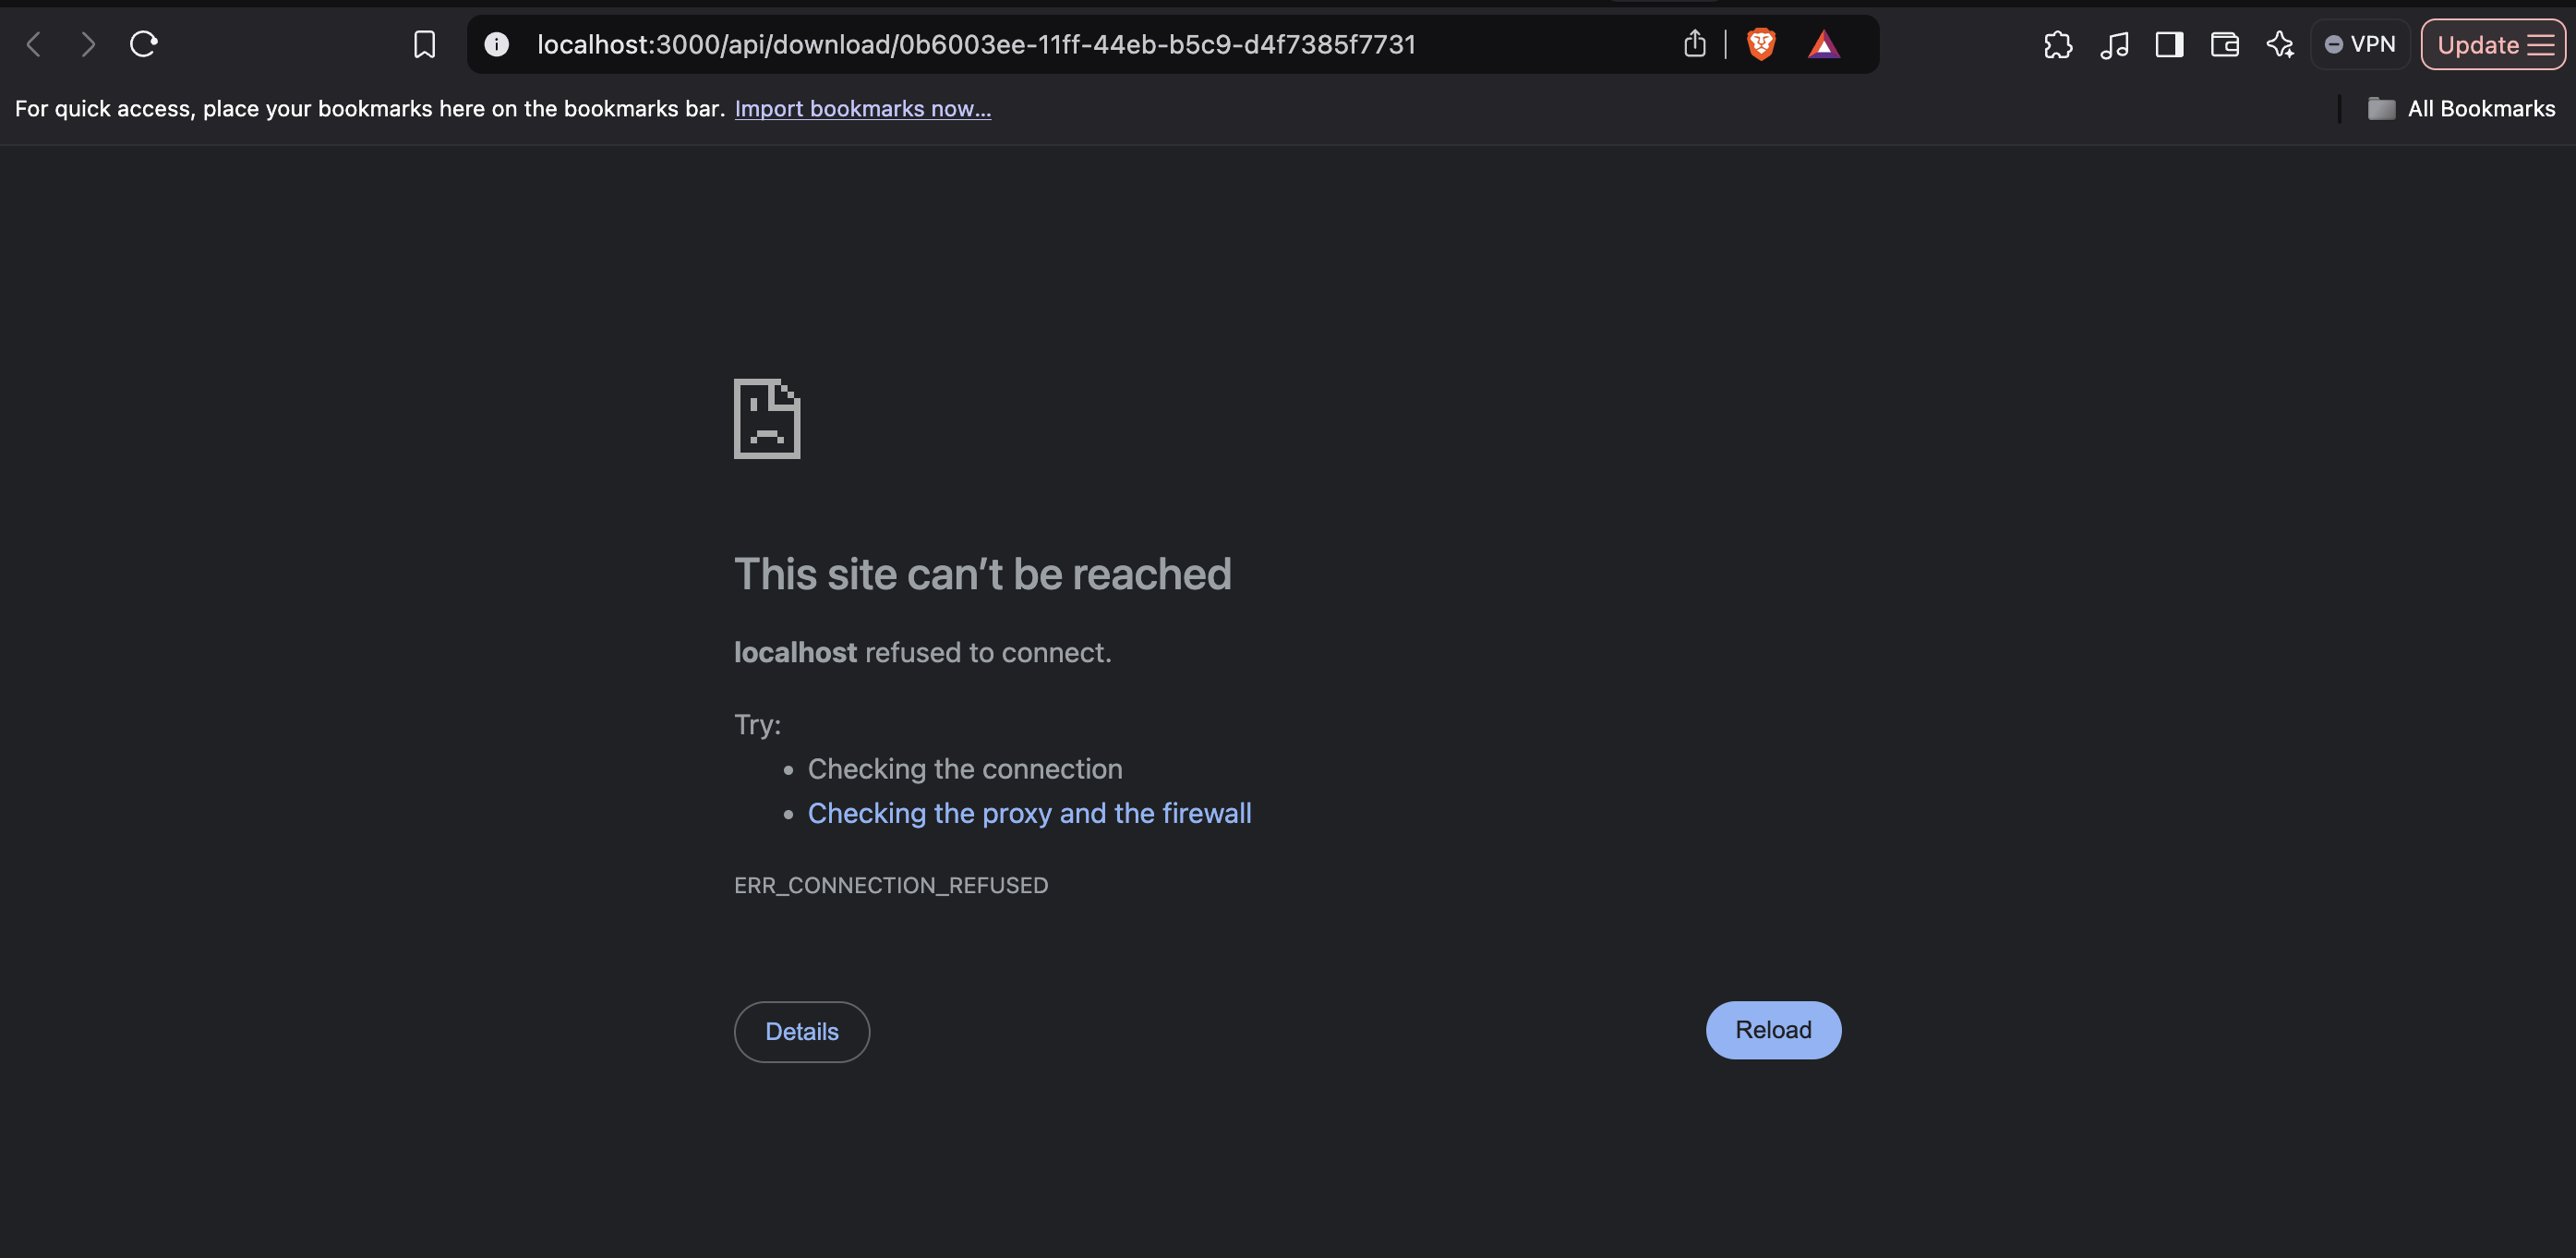 localhost:3000/api/download/0b6003ee-11ff-44eb-b5c9-d4f7385f7731
VPN
Update
For quick access, place your bookmarks here on the bookmarks bar. Import bookmarks now...
All Bookmarks
This site can’t be reached
localhost refused to connect.
Try:
• Checking the connection
• Checking the proxy and the firewall
ERR_CONNECTION_REFUSED
Details
Reload